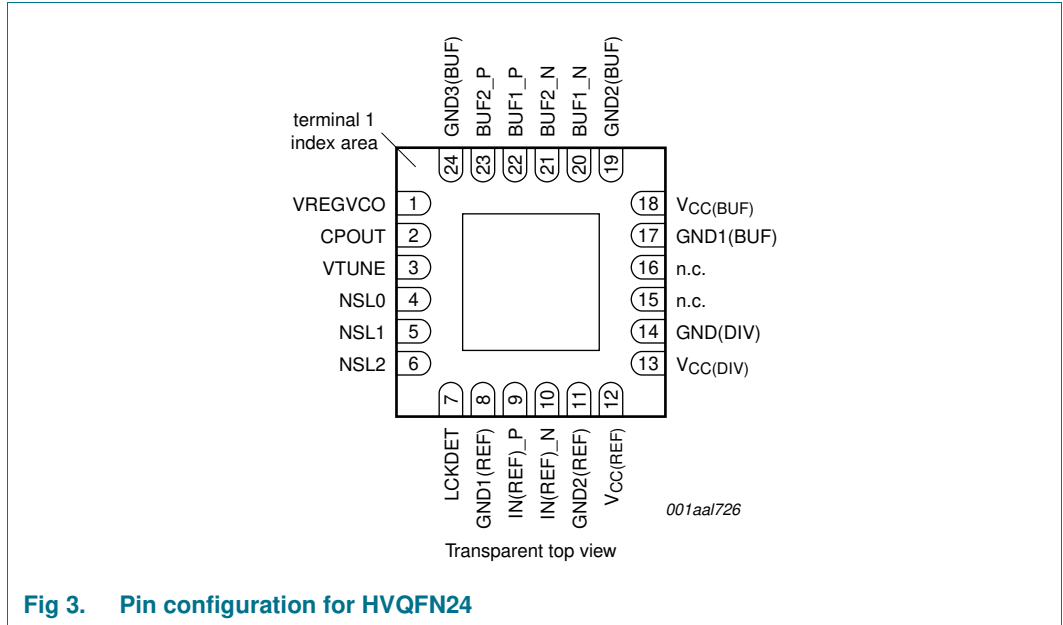 GND3(BUF)
BUF2_P
BUF1_P
BUF2_N
BUF1_N
GND2(BUF)
terminal 1
index area
24
23
22
21
20
19
VREGVCO 1
CPOUT 2
VTUNE 3
NSL0 4
NSL1 5
NSL2 6
18 VCC(BUF)
17 GND1(BUF)
16 n.c.
15 n.c.
14 GND(DIV)
13 VCC(DIV)
7
8
9
10
11
12
LCKDET
GND1(REF)
IN(REF)_P
IN(REF)_N
GND2(REF)
VCC(REF)
001aal726
Transparent top view
Fig 3. Pin configuration for HVQFN24